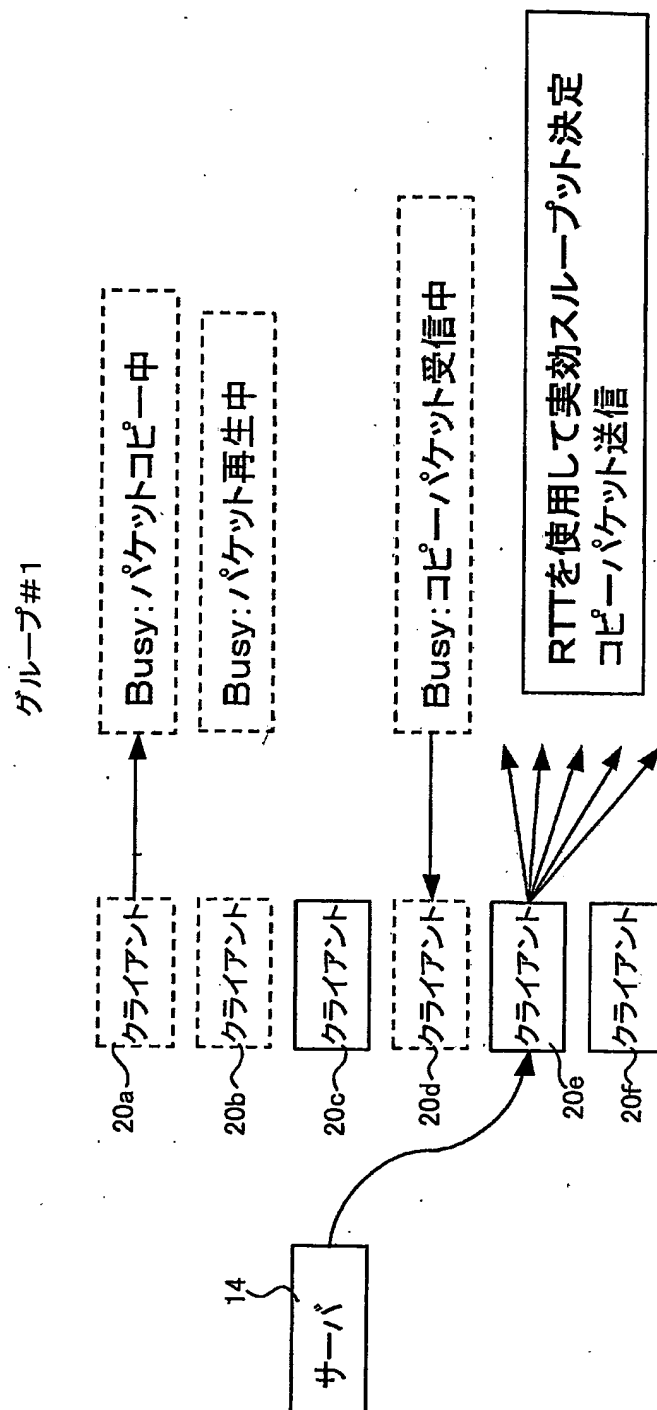 グループ#1
サーバ
14
クライアント
20a
Busy:パケットコピー中
クライアント
20b
Busy:パケット再生中
クライアント
20c
クライアント
20d
Busy:コピーパケット受信中
クライアント
20e
RTTを使用して実効スループット決定
コピーパケット送信
クライアント
20f